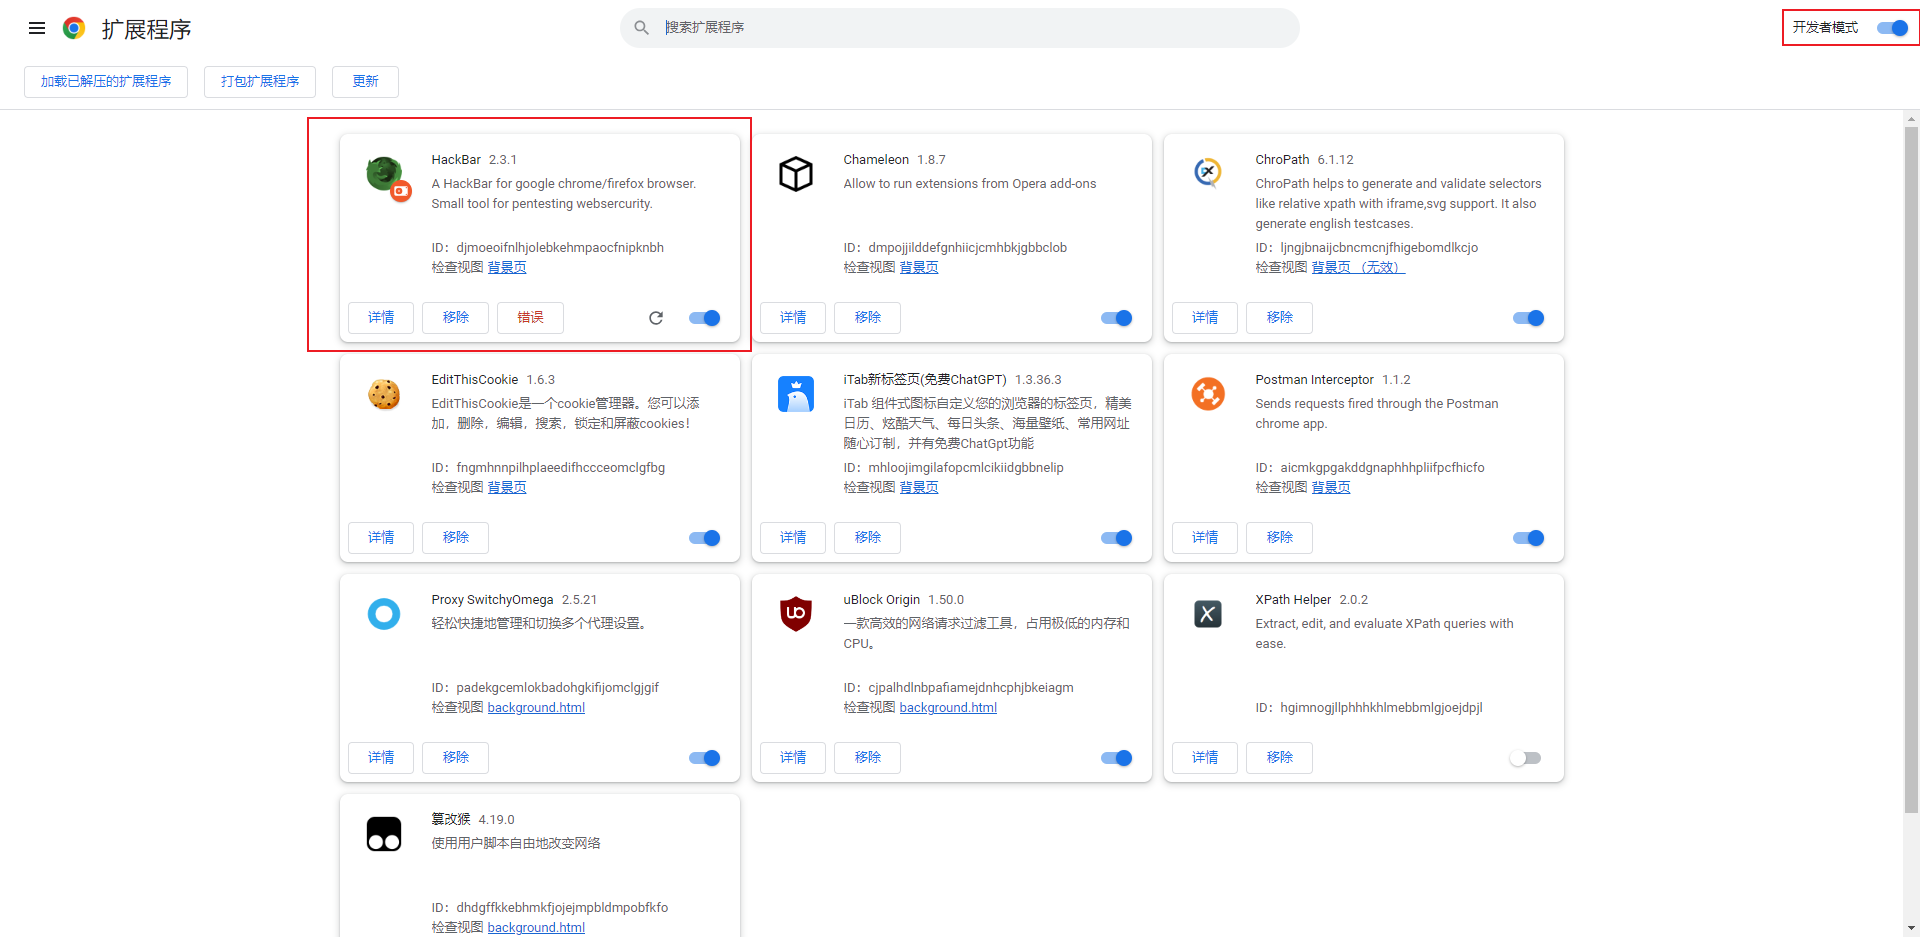 扩展程序
搜索扩展程序
开发者模式
加载已解压的扩展程序
打包扩展程序
更新
HackBar 2.3.1
A HackBar for google chrome/firefox browser.
Small tool for pentesting websercurity.
ID：djmoeoifnlhjolebkehmpaocfnipknbh
检查视图 背景页
详情
移除
错误
Chameleon 1.8.7
Allow to run extensions from Opera add-ons
ID：dmpojjilddefgnhiicjcmhbkjgbbclob
检查视图 背景页
详情
移除
ChroPath 6.1.12
ChroPath helps to generate and validate selectors
like relative xpath with iframe,svg support. It also
generate english testcases.
ID：ljngjbnaijcbncmcnjfhigebomdlkcjo
检查视图 背景页 （无效）
详情
移除
EditThisCookie 1.6.3
EditThisCookie是一个cookie管理器。您可以添
加，删除，编辑，搜索，锁定和屏蔽cookies！
ID：fngmhnnpilhplaeedifhccceomclgfbg
检查视图 背景页
详情
移除
iTab新标签页(免费ChatGPT) 1.3.36.3
iTab 组件式图标自定义您的浏览器的标签页，精美
日历、炫酷天气、每日头条、海量壁纸、常用网址
随心订制，并有免费ChatGpt功能
ID：mhloojimgilafopcmlcikiidgbbnelip
检查视图 背景页
详情
移除
Postman Interceptor 1.1.2
Sends requests fired through the Postman
chrome app.
ID：aicmkgpgakddgnaphhhpliifpcfhicfo
检查视图 背景页
详情
移除
Proxy SwitchyOmega 2.5.21
轻松快捷地管理和切换多个代理设置。
ID：padekgcemlokbadohgkifijomclgjgif
检查视图 background.html
详情
移除
uBlock Origin 1.50.0
一款高效的网络请求过滤工具，占用极低的内存和
CPU。
ID：cjpalhdlnbpafiamejdnhcphjbkeiagm
检查视图 background.html
详情
移除
XPath Helper 2.0.2
Extract, edit, and evaluate XPath queries with
ease.
ID：hgimnogjllphhhkhlmebbmlgjoejdpjl
详情
移除
篡改猴 4.19.0
使用用户脚本自由地改变网络
ID：dhdgffkkebhmkfjojejmpbldmpobfkfo
检查视图 background.html